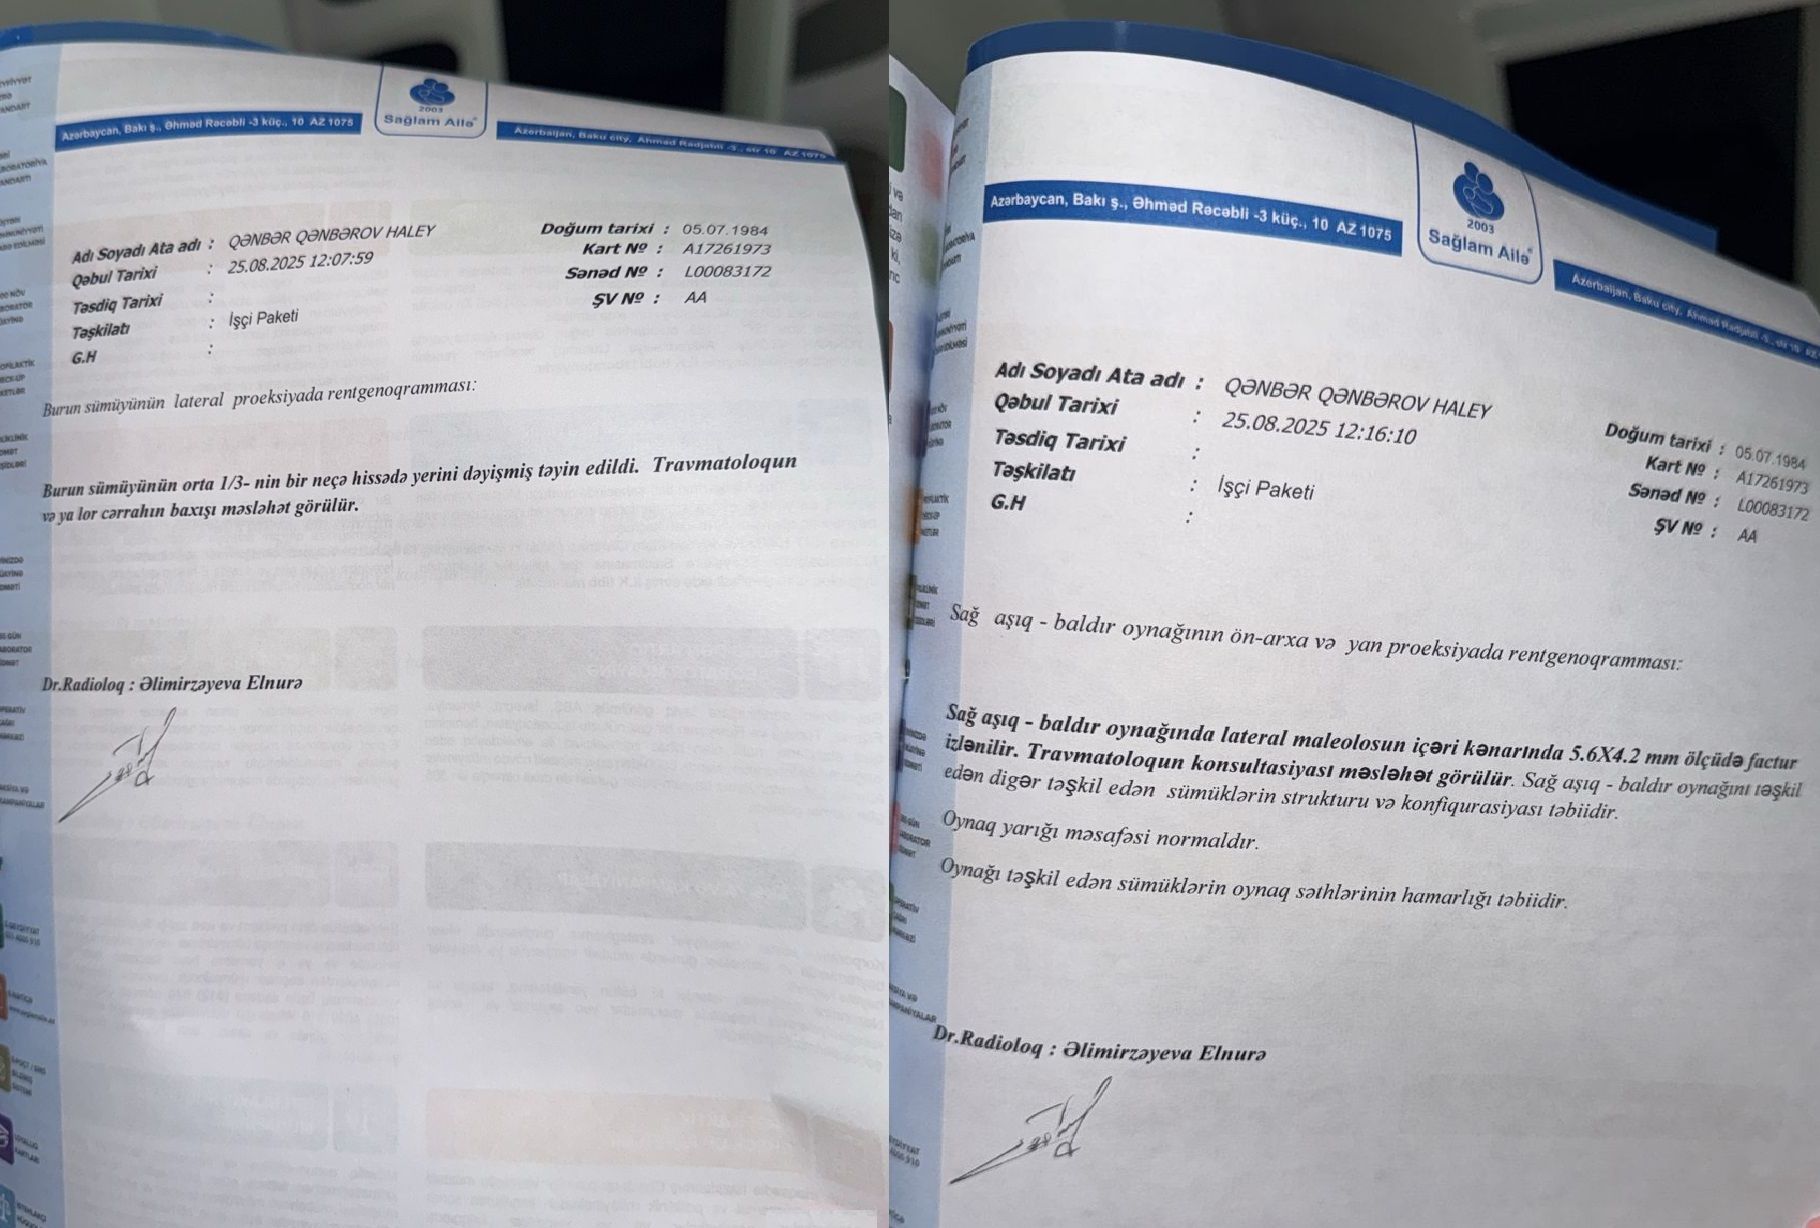 Azərbaycan, Bakı ş., Əhməd Rəcəbli -3 küç., 10 AZ 1075
2003
Sağlam Ailə
Azerbaijan, Baku city, Ahmad Radjabli -3., str 10 AZ 1075
Adı Soyadı Ata adı : QƏNBƏR QƏNBƏROV HALEY
Qəbul Tarixi : 25.08.2025 12:07:59
Təsdiq Tarixi :
Təşkilatı : İşçi Paketi
G.H :
Doğum tarixi : 05.07.1984
Kart № : A17261973
Sənəd № : L00083172
ŞV № : AA
Burun sümüyünün lateral proeksiyada rentgenoqramması:
Burun sümüyünün orta 1/3- nin bir neçə hissədə yerini dəyişmiş təyin edildi. Travmatoloqun
və ya lor cərrahın baxışı məsləhət görülür.
Dr.Radioloq : Əlimirzəyeva Elnurə
Azərbaycan, Bakı ş., Əhməd Rəcəbli -3 küç., 10 AZ 1075
2003
Sağlam Ailə
Azerbaijan, Baku city, Ahmad Radjabli -3., str 10 AZ
Adı Soyadı Ata adı : QƏNBƏR QƏNBƏROV HALEY
Qəbul Tarixi : 25.08.2025 12:16:10
Təsdiq Tarixi :
Təşkilatı : İşçi Paketi
G.H :
Doğum tarixi : 05.07.1984
Kart № : A17261973
Sənəd № : L00083172
ŞV № : AA
Sağ aşıq - baldır oynağının ön-arxa və yan proeksiyada rentgenoqramması:
Sağ aşıq - baldır oynağında lateral maleolosun içəri kənarında 5.6X4.2 mm ölçüdə factur
izlənilir. Travmatoloqun konsultasiyası məsləhət görülür. Sağ aşıq - baldır oynağını təşkil
edən digər təşkil edən sümüklərin strukturu və konfiqurasiyası təbiidir.
Oynaq yarığı məsafəsi normaldır.
Oynağı təşkil edən sümüklərin oynaq səthlərinin hamarlığı təbiidir.
Dr.Radioloq : Əlimirzəyeva Elnurə